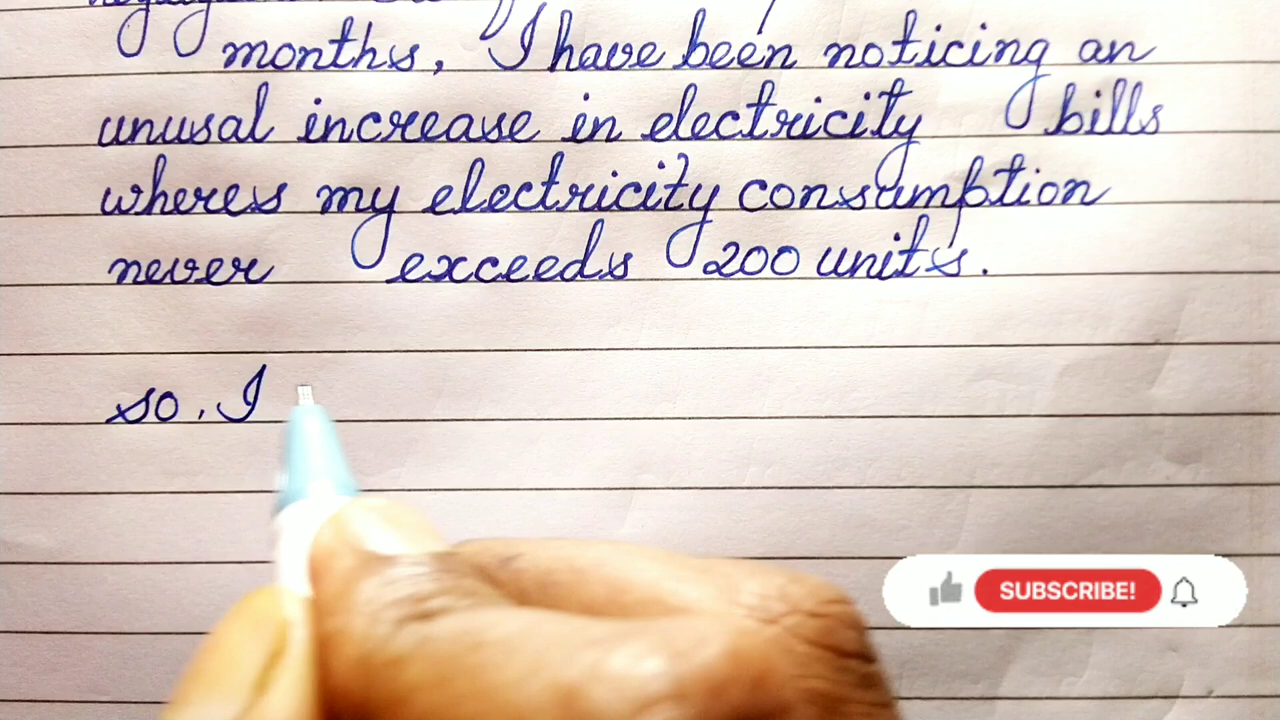 months, I have been noticing an
unusal increase in electricity bills
wheres my electricity consumption
never exceeds 200 units.
so, I
SUBSCRIBE!